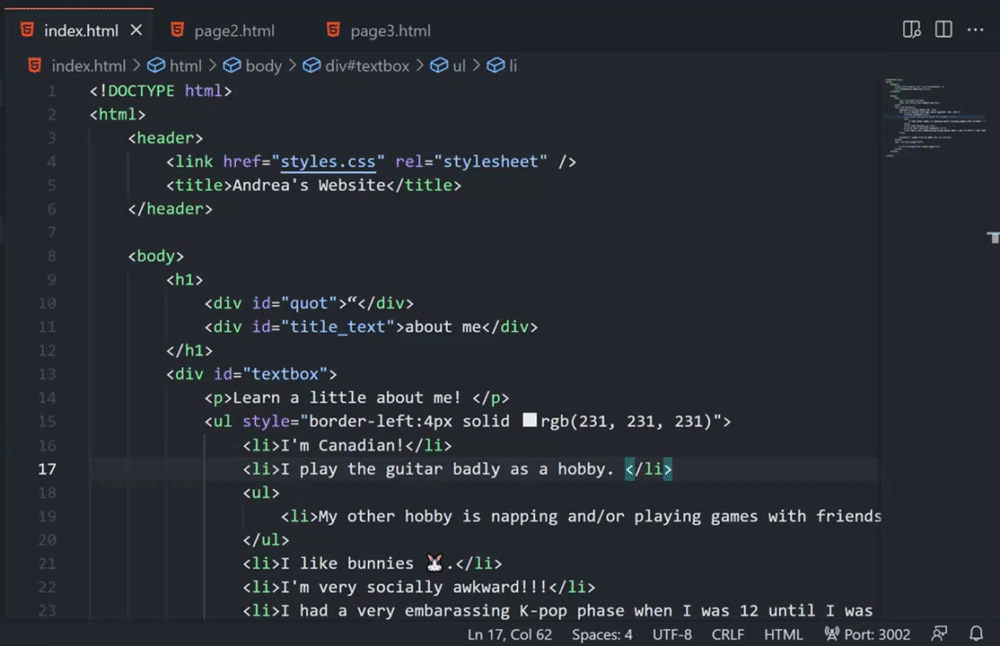 index.html page2.html page3.html
index.html > html > body > div#textbox > ul > li
1 <!DOCTYPE html>
2 <html>
3 <header>
4 <link href="styles.css" rel="stylesheet" />
5 <title>Andrea's Website</title>
6 </header>
7
8 <body>
9 <h1>
10 <div id="quot">“</div>
11 <div id="title_text">about me</div>
12 </h1>
13 <div id="textbox">
14 <p>Learn a little about me! </p>
15 <ul style="border-left:4px solid rgb(231, 231, 231)">
16 <li>I'm Canadian!</li>
17 <li>I play the guitar badly as a hobby. </li>
18 <ul>
19 <li>My other hobby is napping and/or playing games with friends
20 </ul>
21 <li>I like bunnies 🐰.</li>
22 <li>I'm very socially awkward!!!</li>
23 <li>I had a very embarassing K-pop phase when I was 12 until I was
Ln 17, Col 62 Spaces: 4 UTF-8 CRLF HTML Port: 3002